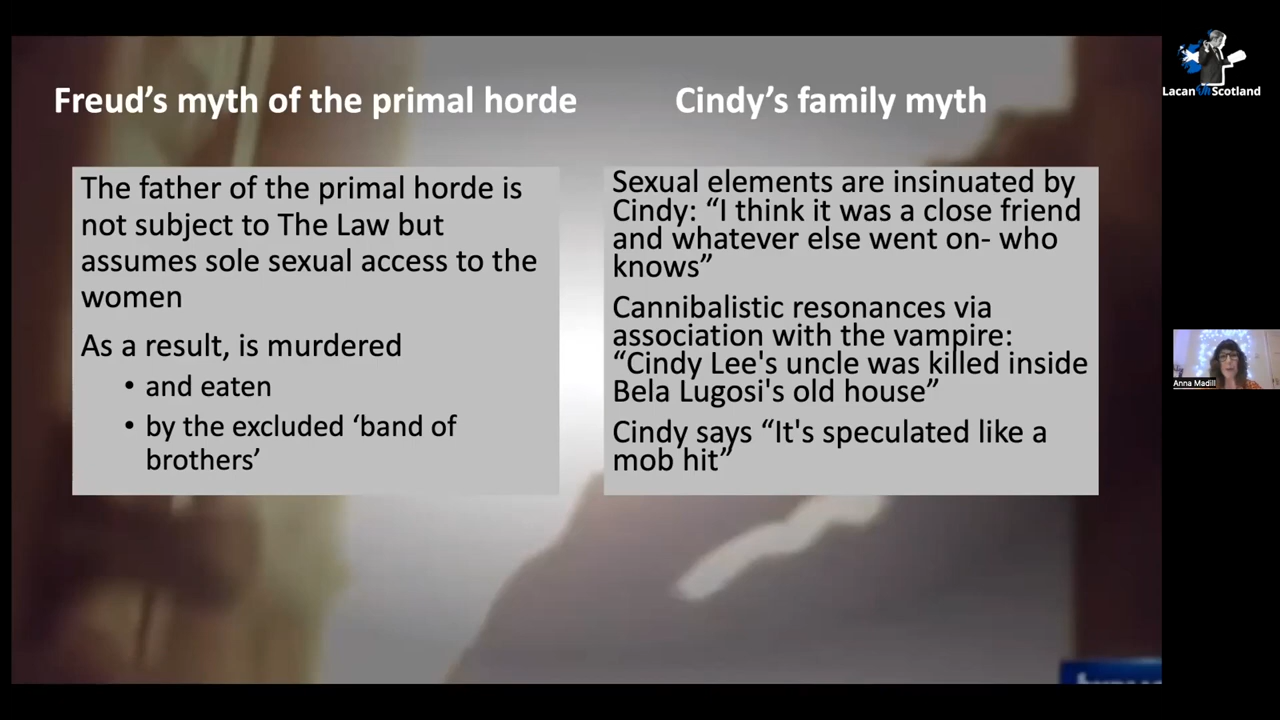 Freud's myth of the primal horde
Cindy's family myth
The father of the primal horde is
not subject to The Law but
assumes sole sexual access to the
women
As a result, is murdered
• and eaten
• by the excluded 'band of
brothers'
Sexual elements are insinuated by
Cindy: "I think it was a close friend
and whatever else went on- who
knows"
Cannibalistic resonances via
association with the vampire:
"Cindy Lee's uncle was killed inside
Bela Lugosi's old house"
Cindy says "It's speculated like a
mob hit"
Lacan in Scotland
Anna Madill